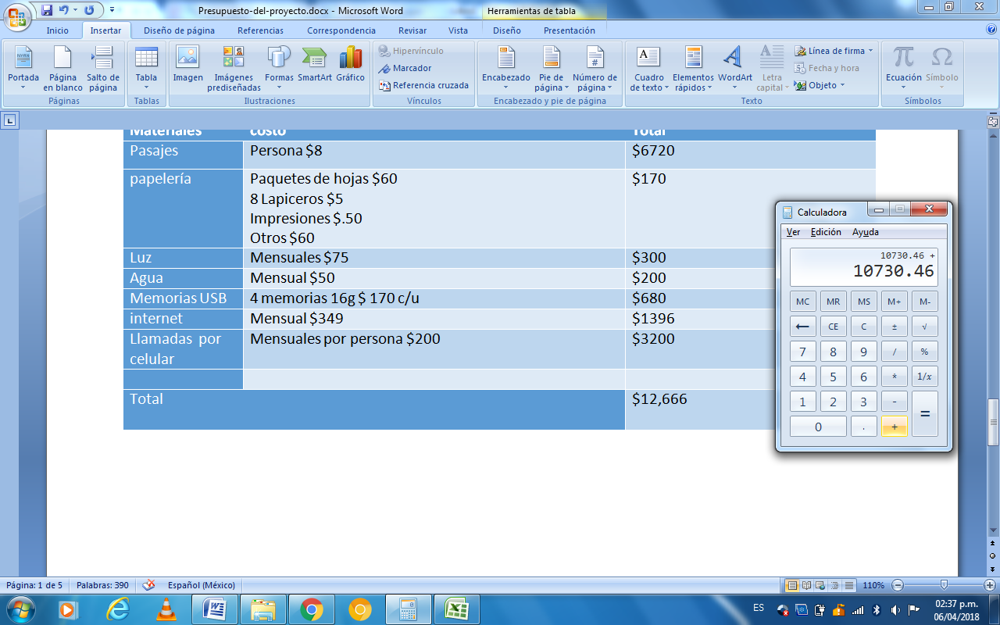 Presupuesto-del-proyecto.docx - Microsoft Word
Herramientas de tabla
Inicio Insertar Diseño de página Referencias Correspondencia Revisar Vista Diseño Presentación
Portada
Página en blanco
Salto de página
Páginas
Tabla
Tablas
Imagen
Imágenes prediseñadas
Formas
SmartArt
Gráfico
Ilustraciones
Hipervínculo
Marcador
Referencia cruzada
Vínculos
Encabezado
Pie de página
Número de página
Encabezado y pie de página
Cuadro de texto
Elementos rápidos
WordArt
Letra capital
Línea de firma
Fecha y hora
Objeto
Texto
Ecuación
Símbolo
Símbolos
Materiales costo Total
Pasajes Persona $8 $6720
papelería Paquetes de hojas $60 $170
8 Lapiceros $5
Impresiones $.50
Otros $60
Luz Mensuales $75 $300
Agua Mensual $50 $200
Memorias USB 4 memorias 16g $ 170 c/u $680
internet Mensual $349 $1396
Llamadas por celular Mensuales por persona $200 $3200
Total $12,666
Calculadora
Ver Edición Ayuda
10730.46 +
10730.46
MC MR MS M+ M-
← CE C ± √
7 8 9 / %
4 5 6 * 1/x
1 2 3 - =
0 . +
Página: 1 de 5 Palabras: 390 Español (México) 110%
ES 02:37 p.m.
06/04/2018